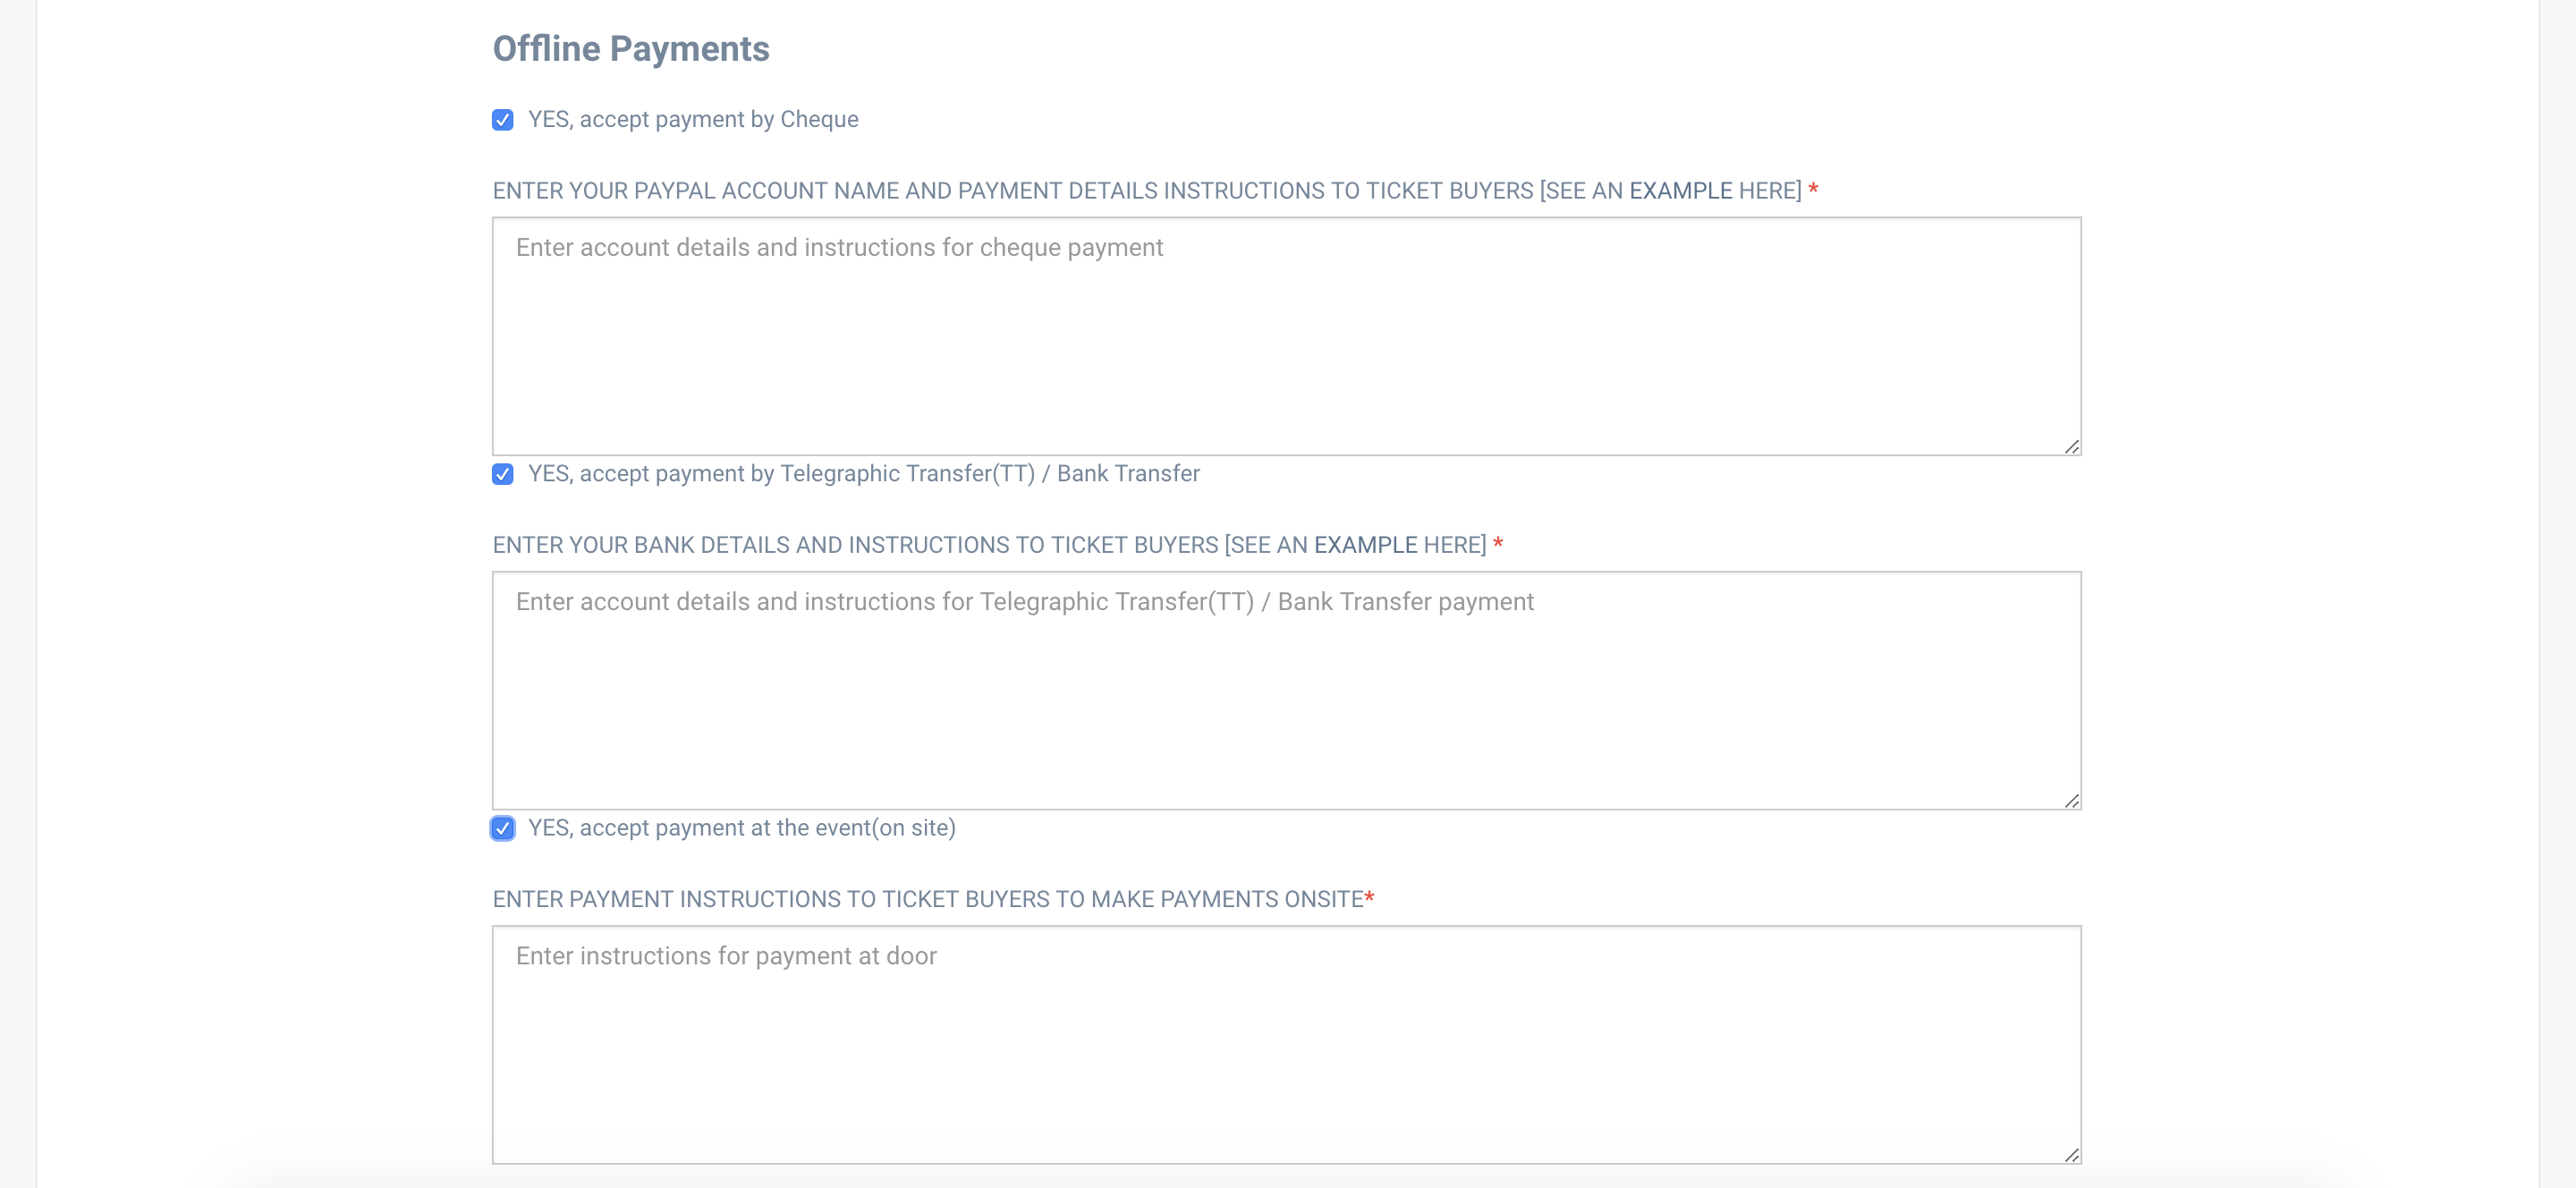 Offline Payments
YES, accept payment by Cheque
ENTER YOUR PAYPAL ACCOUNT NAME AND PAYMENT DETAILS INSTRUCTIONS TO TICKET BUYERS [SEE AN EXAMPLE HERE] *
Enter account details and instructions for cheque payment
YES, accept payment by Telegraphic Transfer(TT) / Bank Transfer
ENTER YOUR BANK DETAILS AND INSTRUCTIONS TO TICKET BUYERS [SEE AN EXAMPLE HERE] *
Enter account details and instructions for Telegraphic Transfer(TT) / Bank Transfer payment
YES, accept payment at the event(on site)
ENTER PAYMENT INSTRUCTIONS TO TICKET BUYERS TO MAKE PAYMENTS ONSITE*
Enter instructions for payment at door